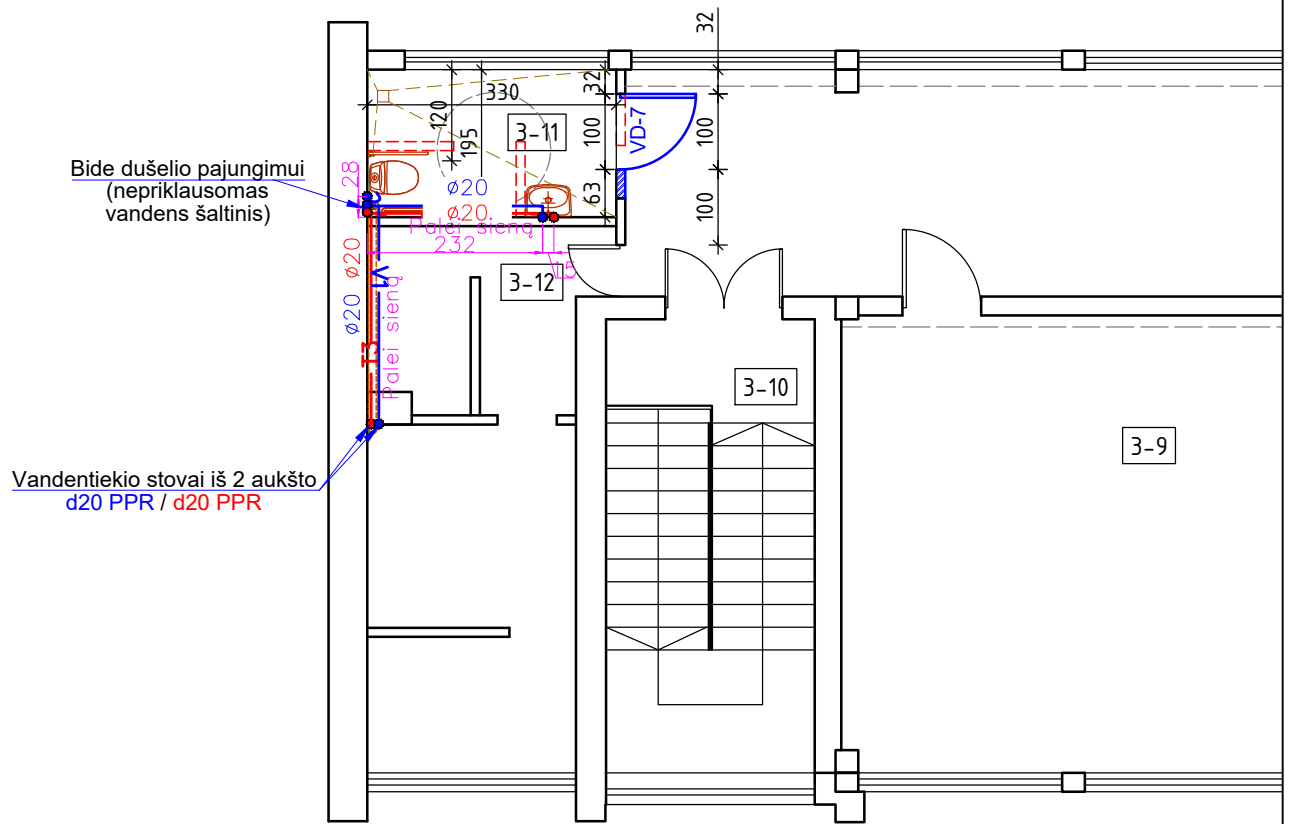 32
330
32
120
195
3-11
100
VD-7
100
Bide dušelio pajungimui
(nepriklausomas
vandens šaltinis)
28
ø20
ø20
63
100
Palei sieną
232
15
3-12
ø20
ø20
V1
Palei sieną
T3
3-10
3-9
Vandentiekio stovai iš 2 aukšto
d20 PPR / d20 PPR